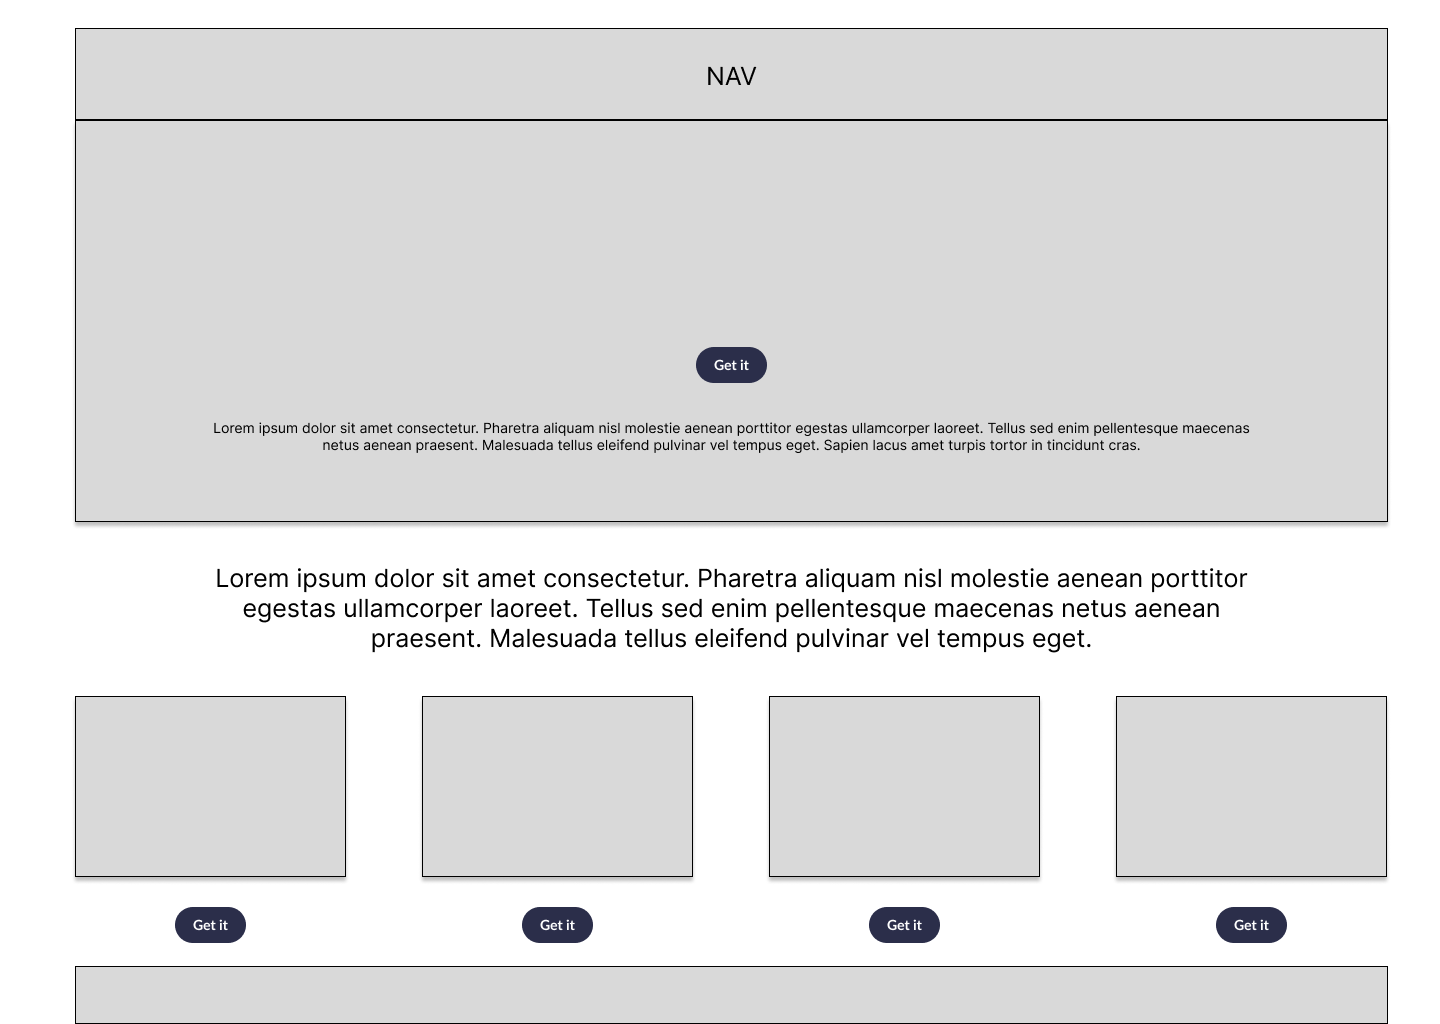 NAV
Get it
Lorem ipsum dolor sit amet consectetur. Pharetra aliquam nisl molestie aenean porttitor egestas ullamcorper laoreet. Tellus sed enim pellentesque maecenas
netus aenean praesent. Malesuada tellus eleifend pulvinar vel tempus eget. Sapien lacus amet turpis tortor in tincidunt cras.
Lorem ipsum dolor sit amet consectetur. Pharetra aliquam nisl molestie aenean porttitor
egestas ullamcorper laoreet. Tellus sed enim pellentesque maecenas netus aenean
praesent. Malesuada tellus eleifend pulvinar vel tempus eget.
Get it
Get it
Get it
Get it